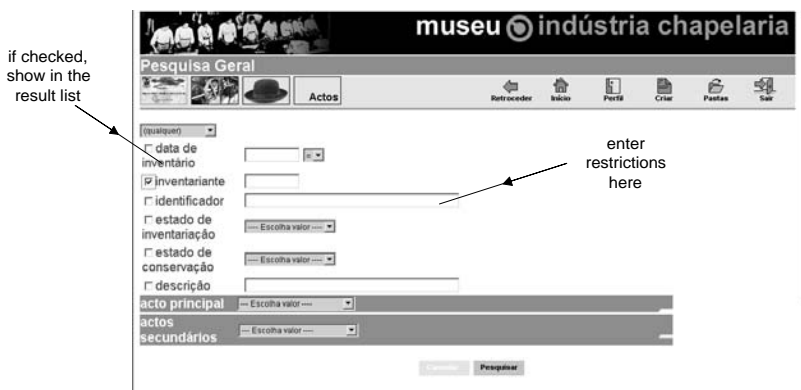 museu indústria chapelaria
if checked,
show in the
result list
Pesquisa Geral
Actos
Retroceder Início Perfil Criar Pastas Sair
(qualquer)
data de
inventário
=
enter
restrictions
here
inventariante
identificador
estado de
inventariação
---- Escolha valor ----
estado de
conservação
---- Escolha valor ----
descrição
acto principal
---- Escolha valor ----
actos
secundários
---- Escolha valor ----
Pesquisar